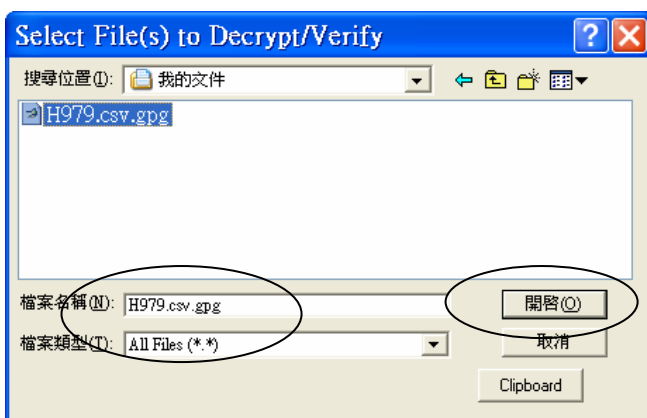 Select File(s) to Decrypt/Verify
搜尋位置(I): 我的文件
H979.csv.gpg
檔案名稱(N): H979.csv.gpg 開啓(O)
檔案類型(T): All Files (*.*) 取消
Clipboard